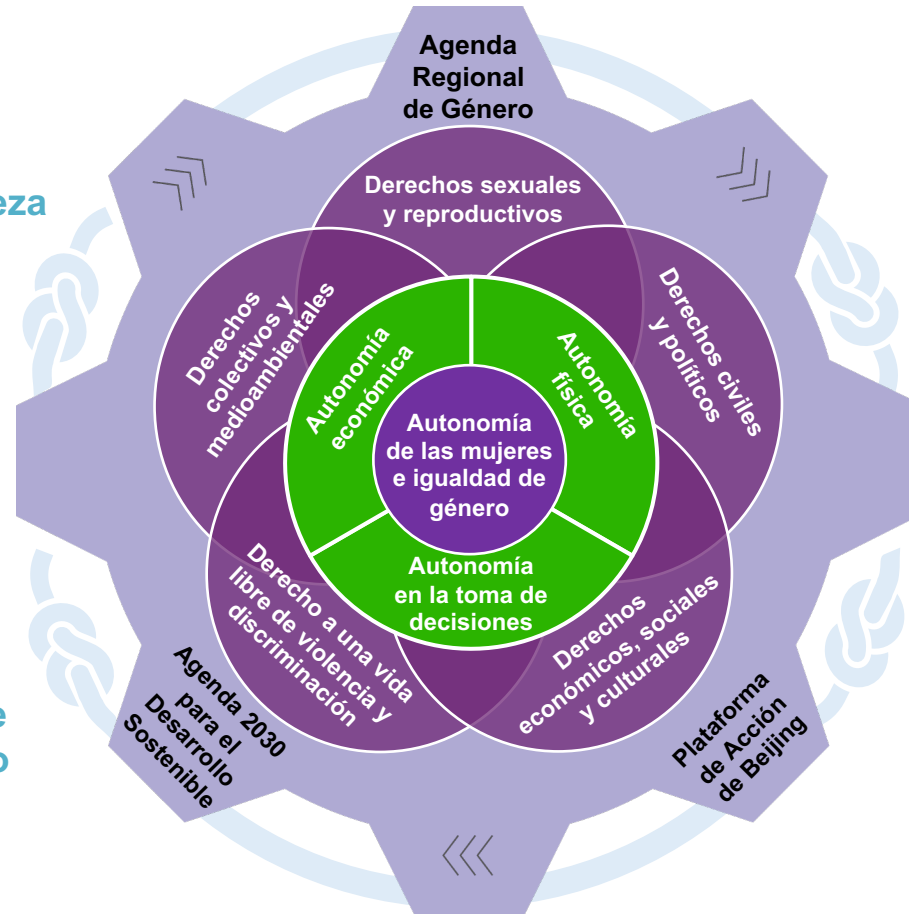 Agenda
Regional
de Género
Derechos sexuales
y reproductivos
Derechos
colectivos y
medioambientales
Derechos civiles
y políticos
Autonomía
económica
Autonomía
física
Autonomía
de las mujeres
e igualdad de
género
Autonomía
en la toma de
decisiones
Derecho a una vida
libre de violencia y
discriminación
Derechos
económicos, sociales
y culturales
Agenda 2030
para el
Desarrollo
Sostenible
Plataforma
de Acción
de Beijing